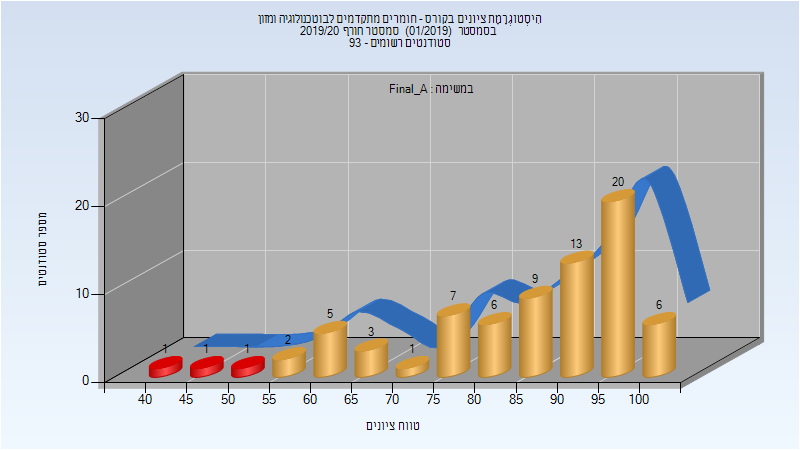 היסטוגרמת ציונים בקורס - חומרים מתקדמים לבוטכנולוגיה ומזון
בסמסטר (01/2019) סמסטר חורף 2019/20
סטודנטים רשומים - 93
במשימה : Final_A
מספר סטודנטים
30
20
10
0
1
1
1
2
5
3
1
7
6
9
13
20
6
40 45 50 55 60 65 70 75 80 85 90 95 100
טווח ציונים